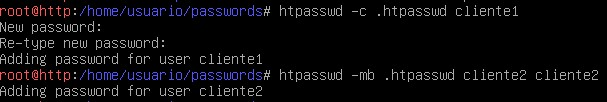 root@http:/home/usuario/passwords# htpasswd -c .htpasswd cliente1
New password:
Re-type new password:
Adding password for user cliente1
root@http:/home/usuario/passwords# htpasswd -mb .htpasswd cliente2 cliente2
Adding password for user cliente2